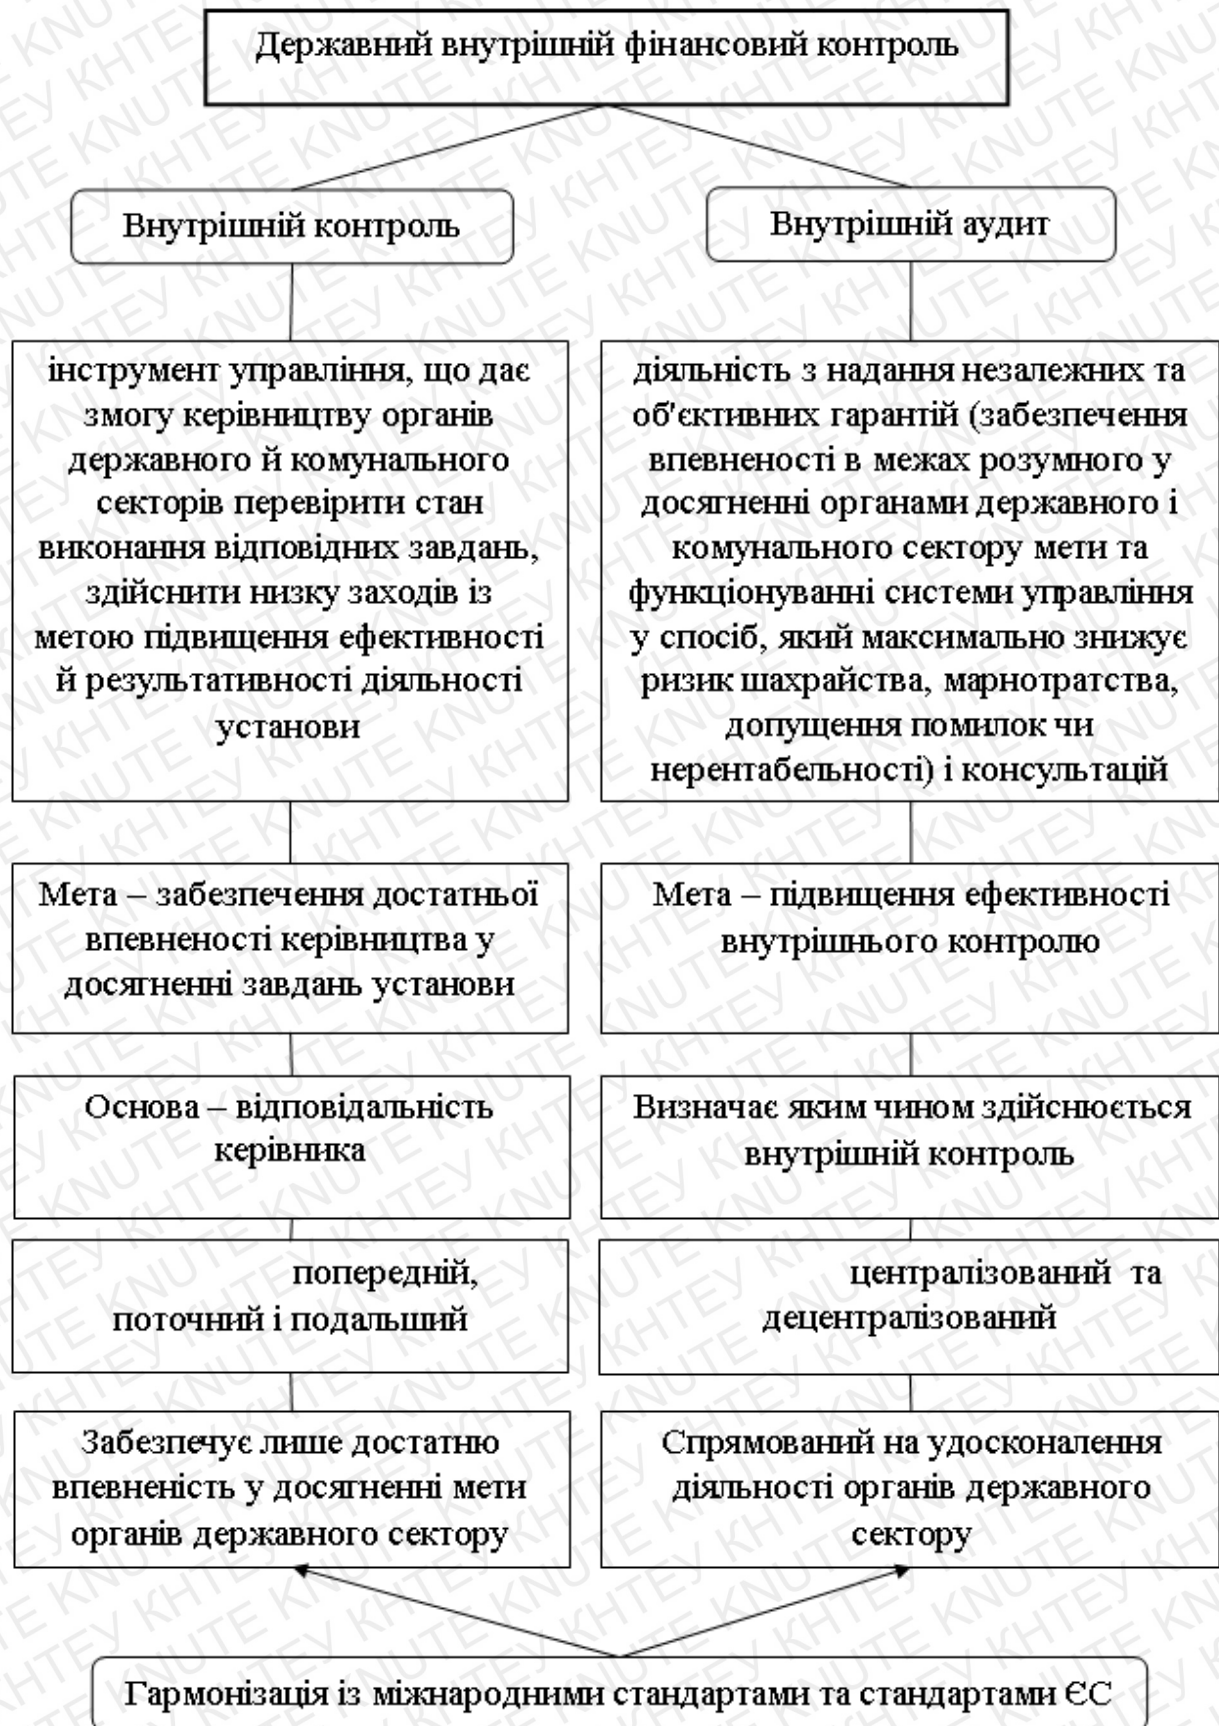 Державний внутрішній фінансовий контроль
Внутрішній контроль
Внутрішній аудит
інструмент управління, що дає
змогу керівництву органів
державного й комунального
секторів перевірити стан
виконання відповідних завдань,
здійснити низку заходів із
метою підвищення ефективності
й результативності діяльності
установи
діяльність з надання незалежних та
об'єктивних гарантій (забезпечення
впевненості в межах розумного у
досягненні органами державного і
комунального сектору мети та
функціонуванні системи управління
у спосіб, який максимально знижує
ризик шахрайства, марнотратства,
допущення помилок чи
нерентабельності) і консультацій
Мета – забезпечення достатньої
впевненості керівництва у
досягненні завдань установи
Мета – підвищення ефективності
внутрішнього контролю
Основа – відповідальність
керівника
Визначає яким чином здійснюється
внутрішній контроль
попередній,
поточний і подальший
централізований та
децентралізований
Забезпечує лише достатню
впевненість у досягненні мети
органів державного сектору
Спрямований на удосконалення
діяльності органів державного
сектору
Гармонізація із міжнародними стандартами та стандартами ЄС